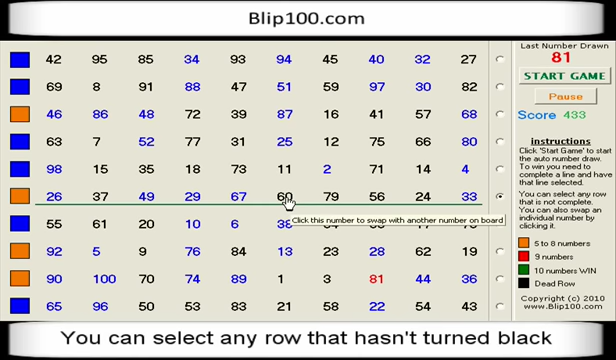 Blip100.com
Last Number Drawn
81
START GAME
Pause
Score 433
instructions
Click 'Start Game' to start
the auto number draw.
To win you need to
complete a line and have
that line selected.
You can select any row
that is not complete.
You can also swap an
individual number by
clicking it.
5 to 8 numbers
9 numbers
10 numbers WIN
Dead Row
Copyright (c) 2010
www.Blip100.com
42 95 85 34 93 94 45 40 32 27
69 8 91 88 47 51 59 97 30 82
46 86 48 72 39 87 16 41 57 68
63 7 52 77 31 25 12 75 66 80
98 15 35 18 73 11 2 71 14 4
26 37 49 29 67 60 79 56 24 33
Click this number to swap with another number on board
55 61 20 10 6 38
92 5 9 76 84 13 23 28 62 19
90 100 70 74 89 1 3 81 44 36
65 96 50 53 83 21 58 22 54 43
You can select any row that hasn't turned black